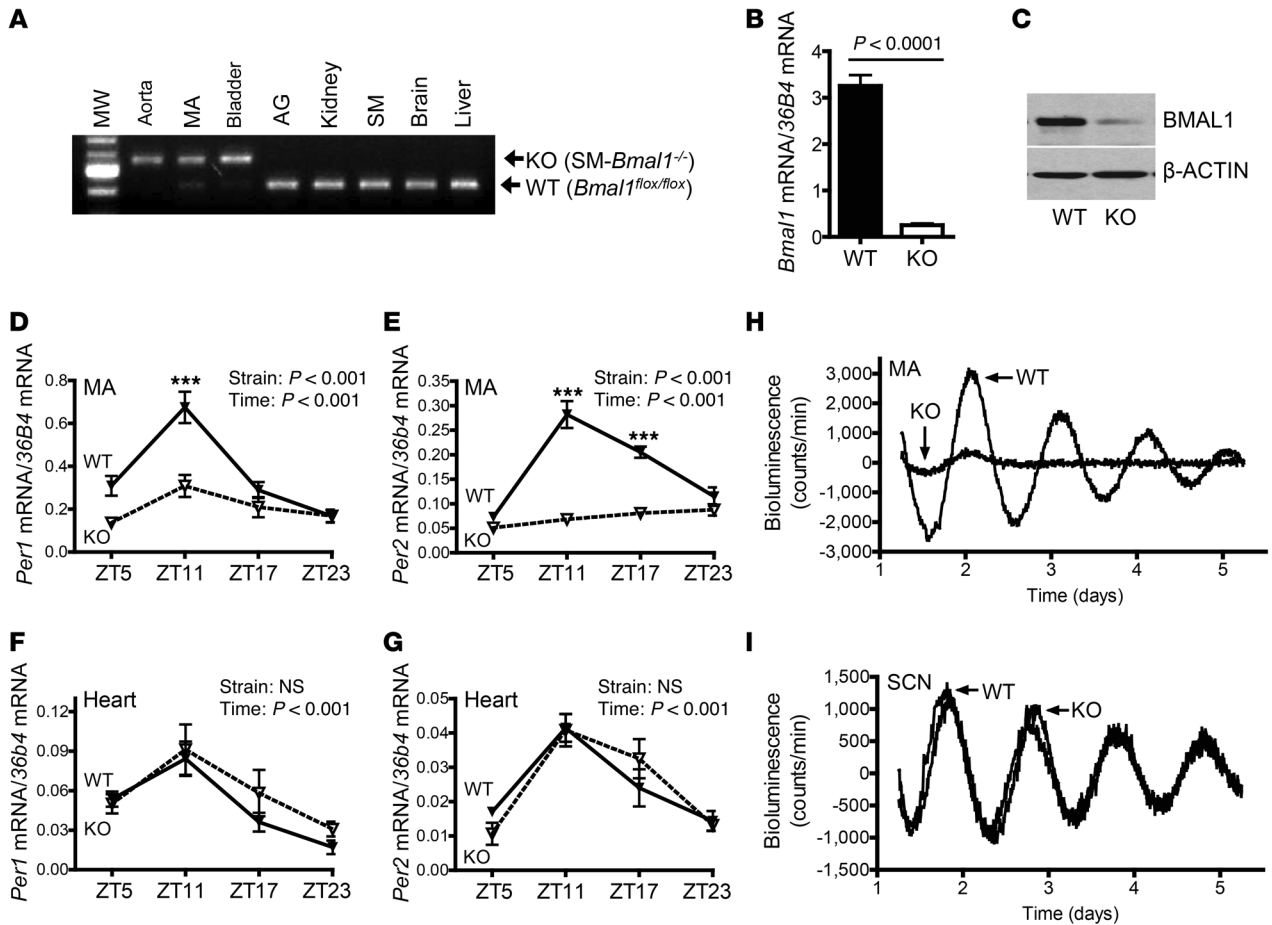 A
MW
Aorta
MA
Bladder
AG
Kidney
SM
Brain
Liver
KO (SM-Bmal1-/-)
WT (Bmal1flox/flox)
B
Bmal1 mRNA/36B4 mRNA
P < 0.0001
4
3
2
1
0
WT
KO
C
BMAL1
β-ACTIN
WT KO
D
Per1 mRNA/36B4 mRNA
MA
***
Strain: P < 0.001
Time: P < 0.001
0.8
0.6
0.4
0.2
0.0
WT
KO
ZT5 ZT11 ZT17 ZT23
E
Per2 mRNA/36b4 mRNA
MA
***
***
Strain: P < 0.001
Time: P < 0.001
0.35
0.30
0.25
0.20
0.15
0.10
0.05
0.00
WT
KO
ZT5 ZT11 ZT17 ZT23
H
Bioluminescence
(counts/min)
MA
WT
KO
3,000
2,000
1,000
0
-1,000
-2,000
-3,000
1 2 3 4 5
Time (days)
F
Per1 mRNA/36b4 mRNA
Heart
Strain: NS
Time: P < 0.001
0.12
0.09
0.06
0.03
0.00
WT
KO
ZT5 ZT11 ZT17 ZT23
G
Per2 mRNA/36b4 mRNA
Heart
Strain: NS
Time: P < 0.001
0.05
0.04
0.03
0.02
0.01
0.00
WT
KO
ZT5 ZT11 ZT17 ZT23
I
Bioluminescence
(counts/min)
SCN
WT
KO
1,500
1,000
500
0
-500
-1,000
-1,500
1 2 3 4 5
Time (days)